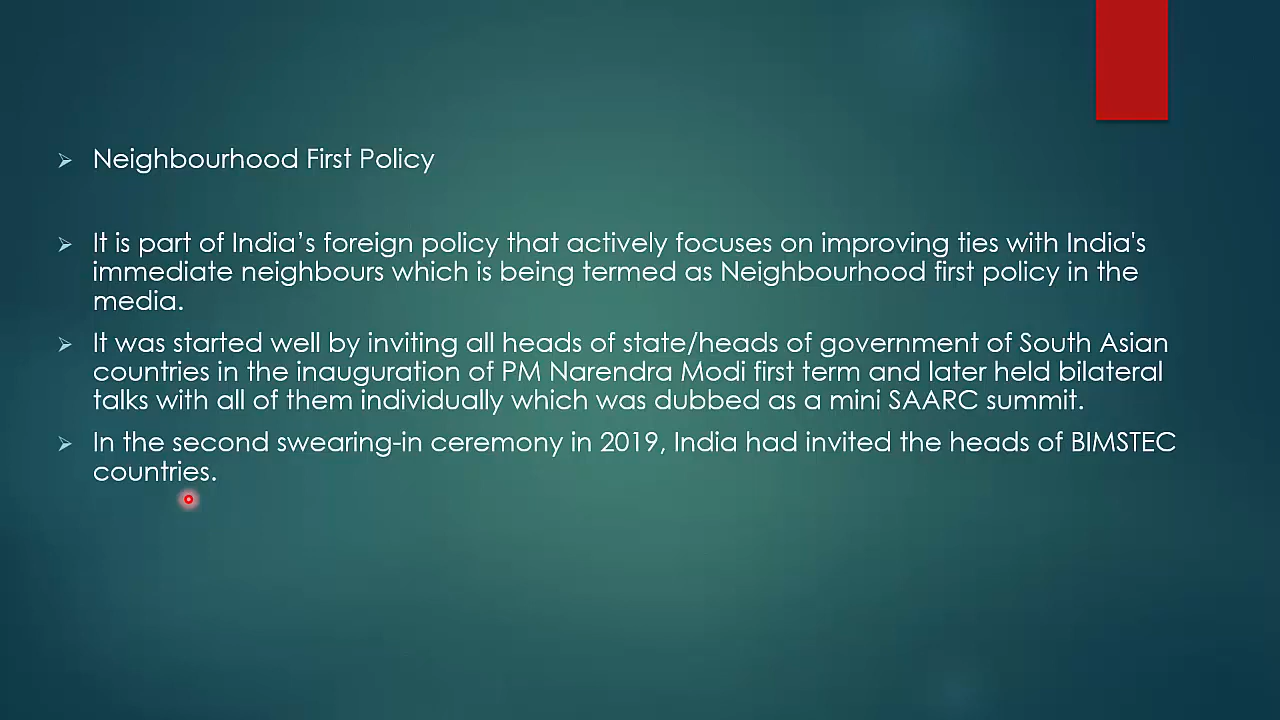 Neighbourhood First Policy
It is part of India’s foreign policy that actively focuses on improving ties with India's
immediate neighbours which is being termed as Neighbourhood first policy in the
media.
It was started well by inviting all heads of state/heads of government of South Asian
countries in the inauguration of PM Narendra Modi first term and later held bilateral
talks with all of them individually which was dubbed as a mini SAARC summit.
In the second swearing-in ceremony in 2019, India had invited the heads of BIMSTEC
countries.